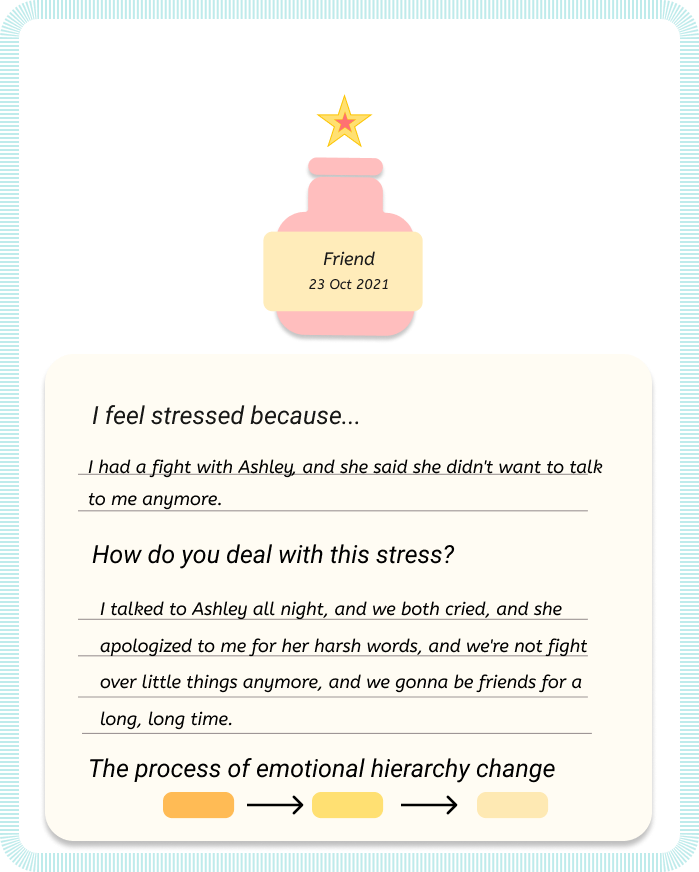 Friend
23 Oct 2021
I feel stressed because...
I had a fight with Ashley, and she said she didn't want to talk
to me anymore.
How do you deal with this stress?
I talked to Ashley all night, and we both cried, and she
apologized to me for her harsh words, and we're not fight
over little things anymore, and we gonna be friends for a
long, long time.
The process of emotional hierarchy change